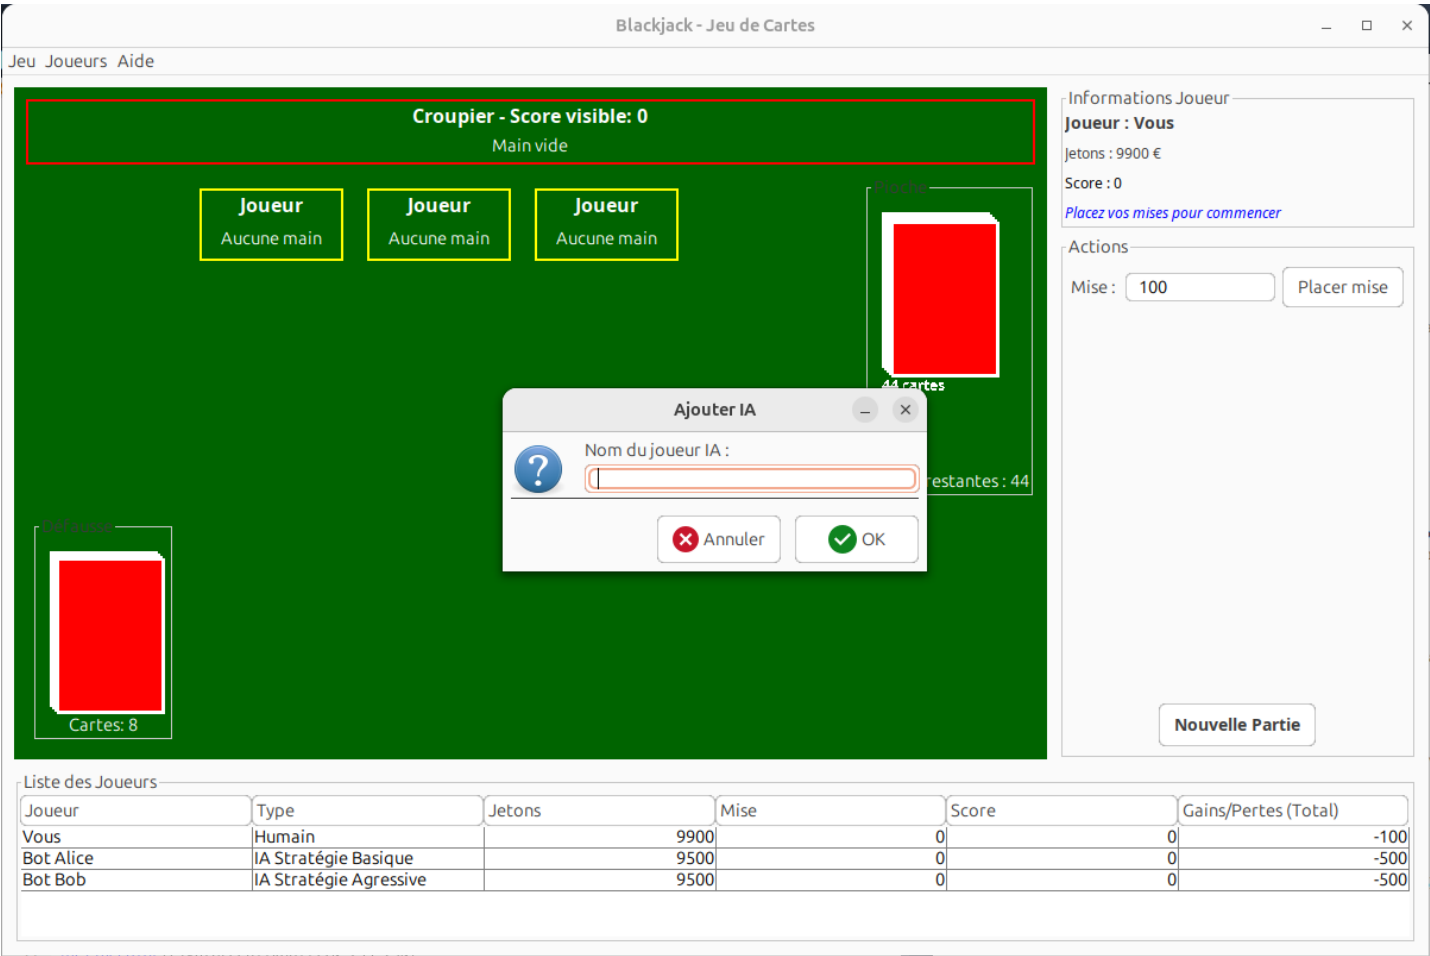 Blackjack - Jeu de Cartes
Jeu Joueurs Aide
Croupier - Score visible: 0
Main vide
Joueur
Aucune main
Joueur
Aucune main
Joueur
Aucune main
Pioche
44 cartes
restantes : 44
Défausse
Cartes: 8
Informations Joueur
Joueur : Vous
Jetons : 9900 €
Score : 0
Placez vos mises pour commencer
Actions
Mise : 100 Placer mise
Nouvelle Partie
Ajouter IA
Nom du joueur IA :
Annuler OK
Liste des Joueurs
Joueur Type Jetons Mise Score Gains/Pertes (Total)
Vous Humain 9900 0 0 -100
Bot Alice IA Stratégie Basique 9500 0 0 -500
Bot Bob IA Stratégie Agressive 9500 0 0 -500